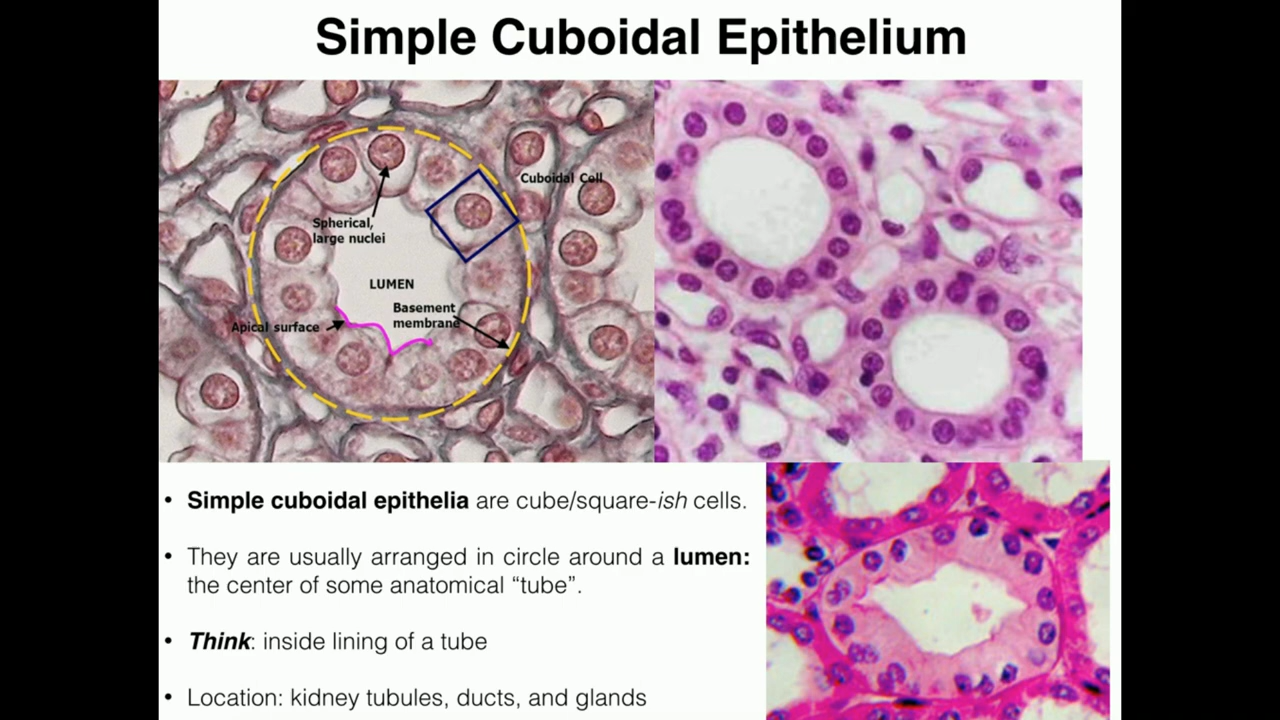 Simple Cuboidal Epithelium
Cuboidal Cell
Spherical,
large nuclei
LUMEN
Basement
membrane
Apical surface
• Simple cuboidal epithelia are cube/square-ish cells.
• They are usually arranged in circle around a lumen:
the center of some anatomical “tube”.
• Think: inside lining of a tube
• Location: kidney tubules, ducts, and glands